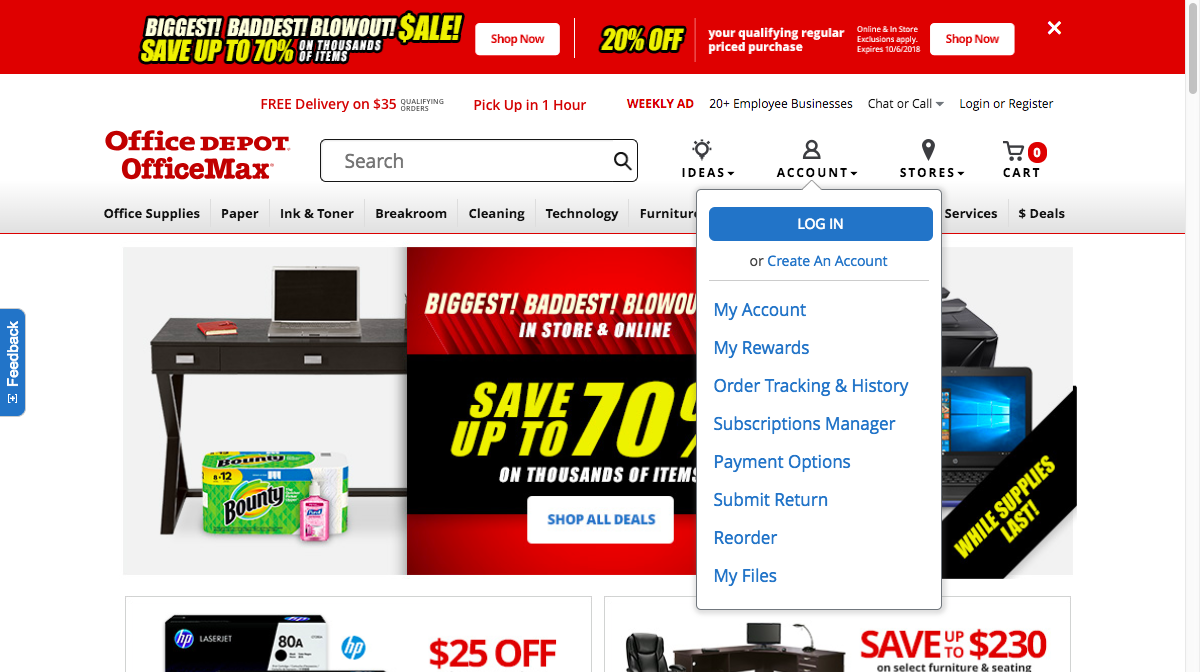 BIGGEST! BADDEST! BLOWOUT! $ALE!
SAVE UP TO 70% ON THOUSANDS OF ITEMS
Shop Now
20% OFF
your qualifying regular
priced purchase
Online & In Store
Exclusions apply.
Expires 10/6/2018
Shop Now
FREE Delivery on $35 QUALIFYING ORDERS
Pick Up in 1 Hour
WEEKLY AD
20+ Employee Businesses
Chat or Call
Login or Register
Office DEPOT
OfficeMax
Search
IDEAS
ACCOUNT
STORES
0
CART
Office Supplies
Paper
Ink & Toner
Breakroom
Cleaning
Technology
Furniture
Services
$ Deals
LOG IN
or Create An Account
My Account
My Rewards
Order Tracking & History
Subscriptions Manager
Payment Options
Submit Return
Reorder
My Files
Feedback
BIGGEST! BADDEST! BLOWOU
IN STORE & ONLINE
SAVE
UP TO 70%
ON THOUSANDS OF ITEMS
SHOP ALL DEALS
Bounty
8=12
Bounty
Purell
WHILE SUPPLIES
LAST!
hp LASERJET
80A
hp
$25 OFF
SAVE UP TO $230
on select furniture & seating